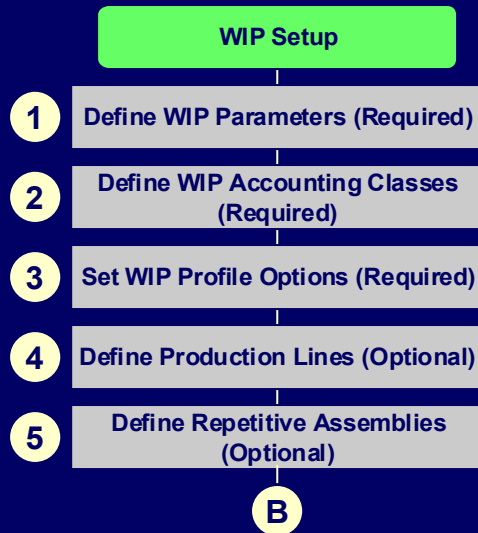 WIP Setup
1
Define WIP Parameters (Required)
2
Define WIP Accounting Classes
(Required)
3
Set WIP Profile Options (Required)
4
Define Production Lines (Optional)
5
Define Repetitive Assemblies
(Optional)
B